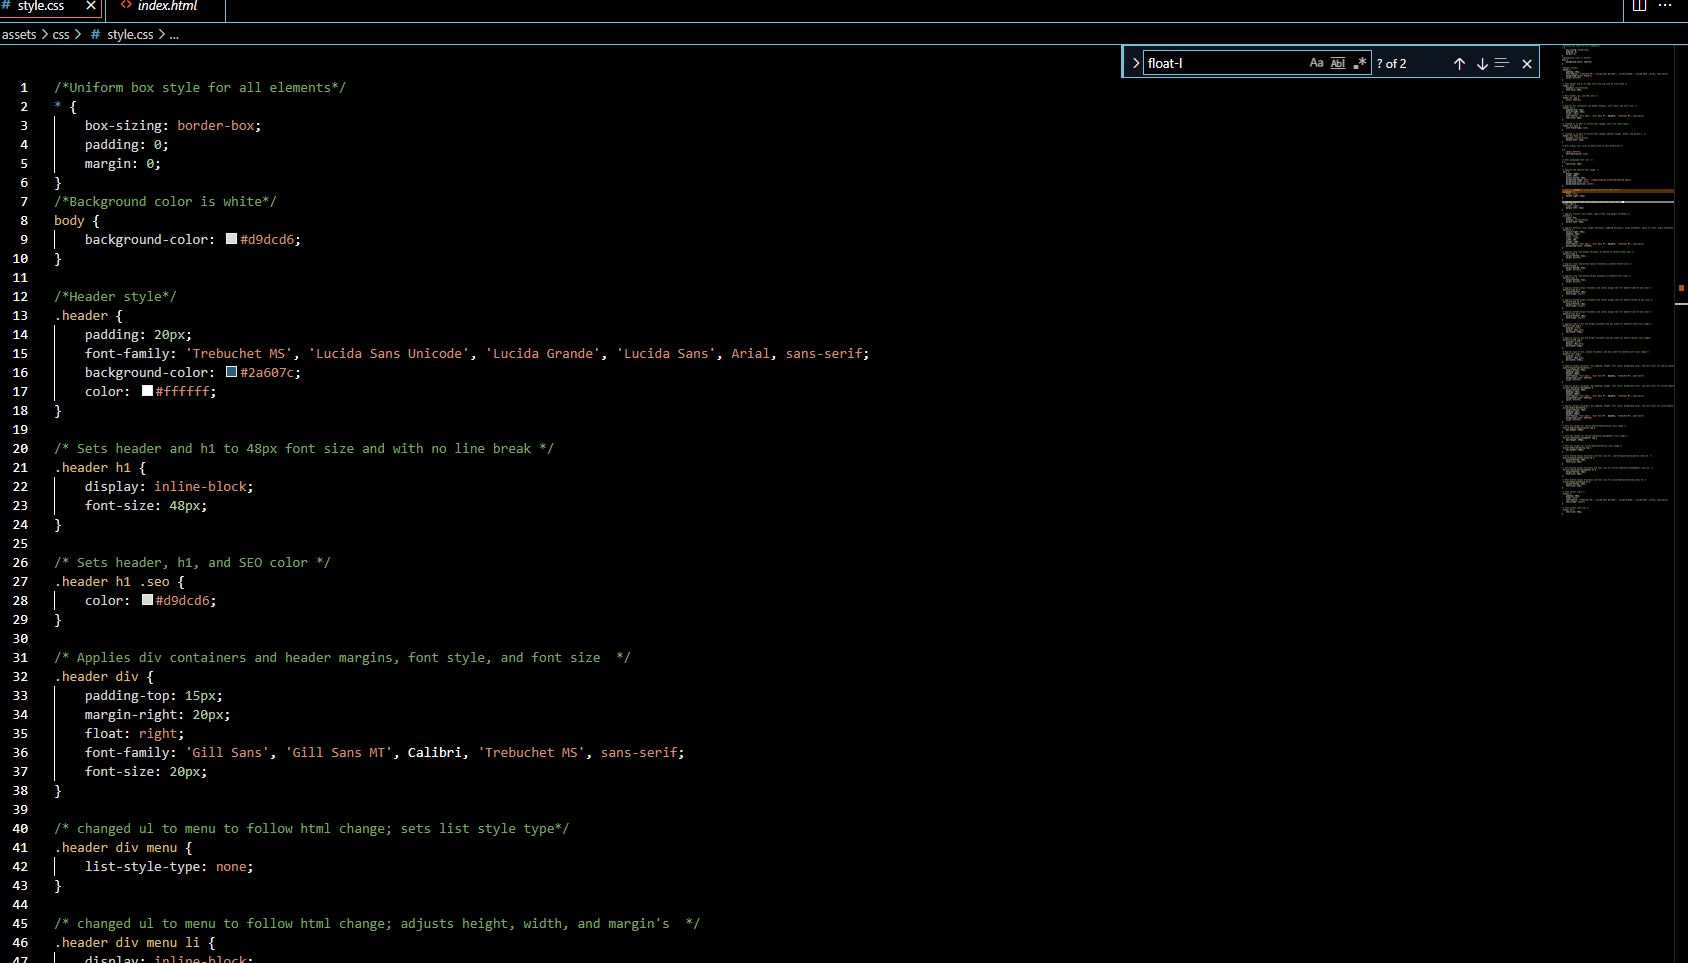 # style.css × <> index.html ...
assets > css > # style.css > ...
> float-l Aa Abl .* ? of 2
1 /*Uniform box style for all elements*/
2 * {
3 box-sizing: border-box;
4 padding: 0;
5 margin: 0;
6 }
7 /*Background color is white*/
8 body {
9 background-color: #d9dcd6;
10 }
11
12 /*Header style*/
13 .header {
14 padding: 20px;
15 font-family: 'Trebuchet MS', 'Lucida Sans Unicode', 'Lucida Grande', 'Lucida Sans', Arial, sans-serif;
16 background-color: #2a607c;
17 color: #ffffff;
18 }
19
20 /* Sets header and h1 to 48px font size and with no line break */
21 .header h1 {
22 display: inline-block;
23 font-size: 48px;
24 }
25
26 /* Sets header, h1, and SEO color */
27 .header h1 .seo {
28 color: #d9dcd6;
29 }
30
31 /* Applies div containers and header margins, font style, and font size  */
32 .header div {
33 padding-top: 15px;
34 margin-right: 20px;
35 float: right;
36 font-family: 'Gill Sans', 'Gill Sans MT', Calibri, 'Trebuchet MS', sans-serif;
37 font-size: 20px;
38 }
39
40 /* changed ul to menu to follow html change; sets list style type*/
41 .header div menu {
42 list-style-type: none;
43 }
44
45 /* changed ul to menu to follow html change; adjusts height, width, and margin's  */
46 .header div menu li {
47 display: inline-block;